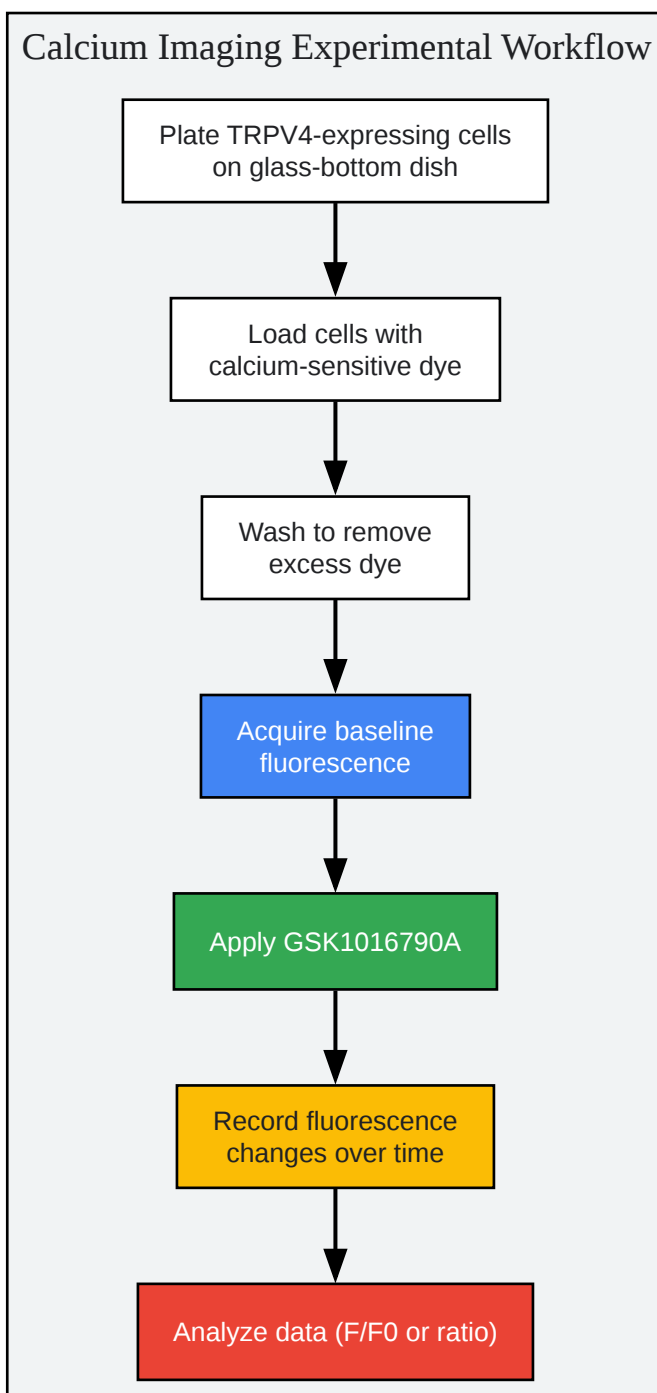 Calcium Imaging Experimental Workflow
Plate TRPV4-expressing cells
on glass-bottom dish
Load cells with
calcium-sensitive dye
Wash to remove
excess dye
Acquire baseline
fluorescence
Apply GSK1016790A
Record fluorescence
changes over time
Analyze data (F/F0 or ratio)